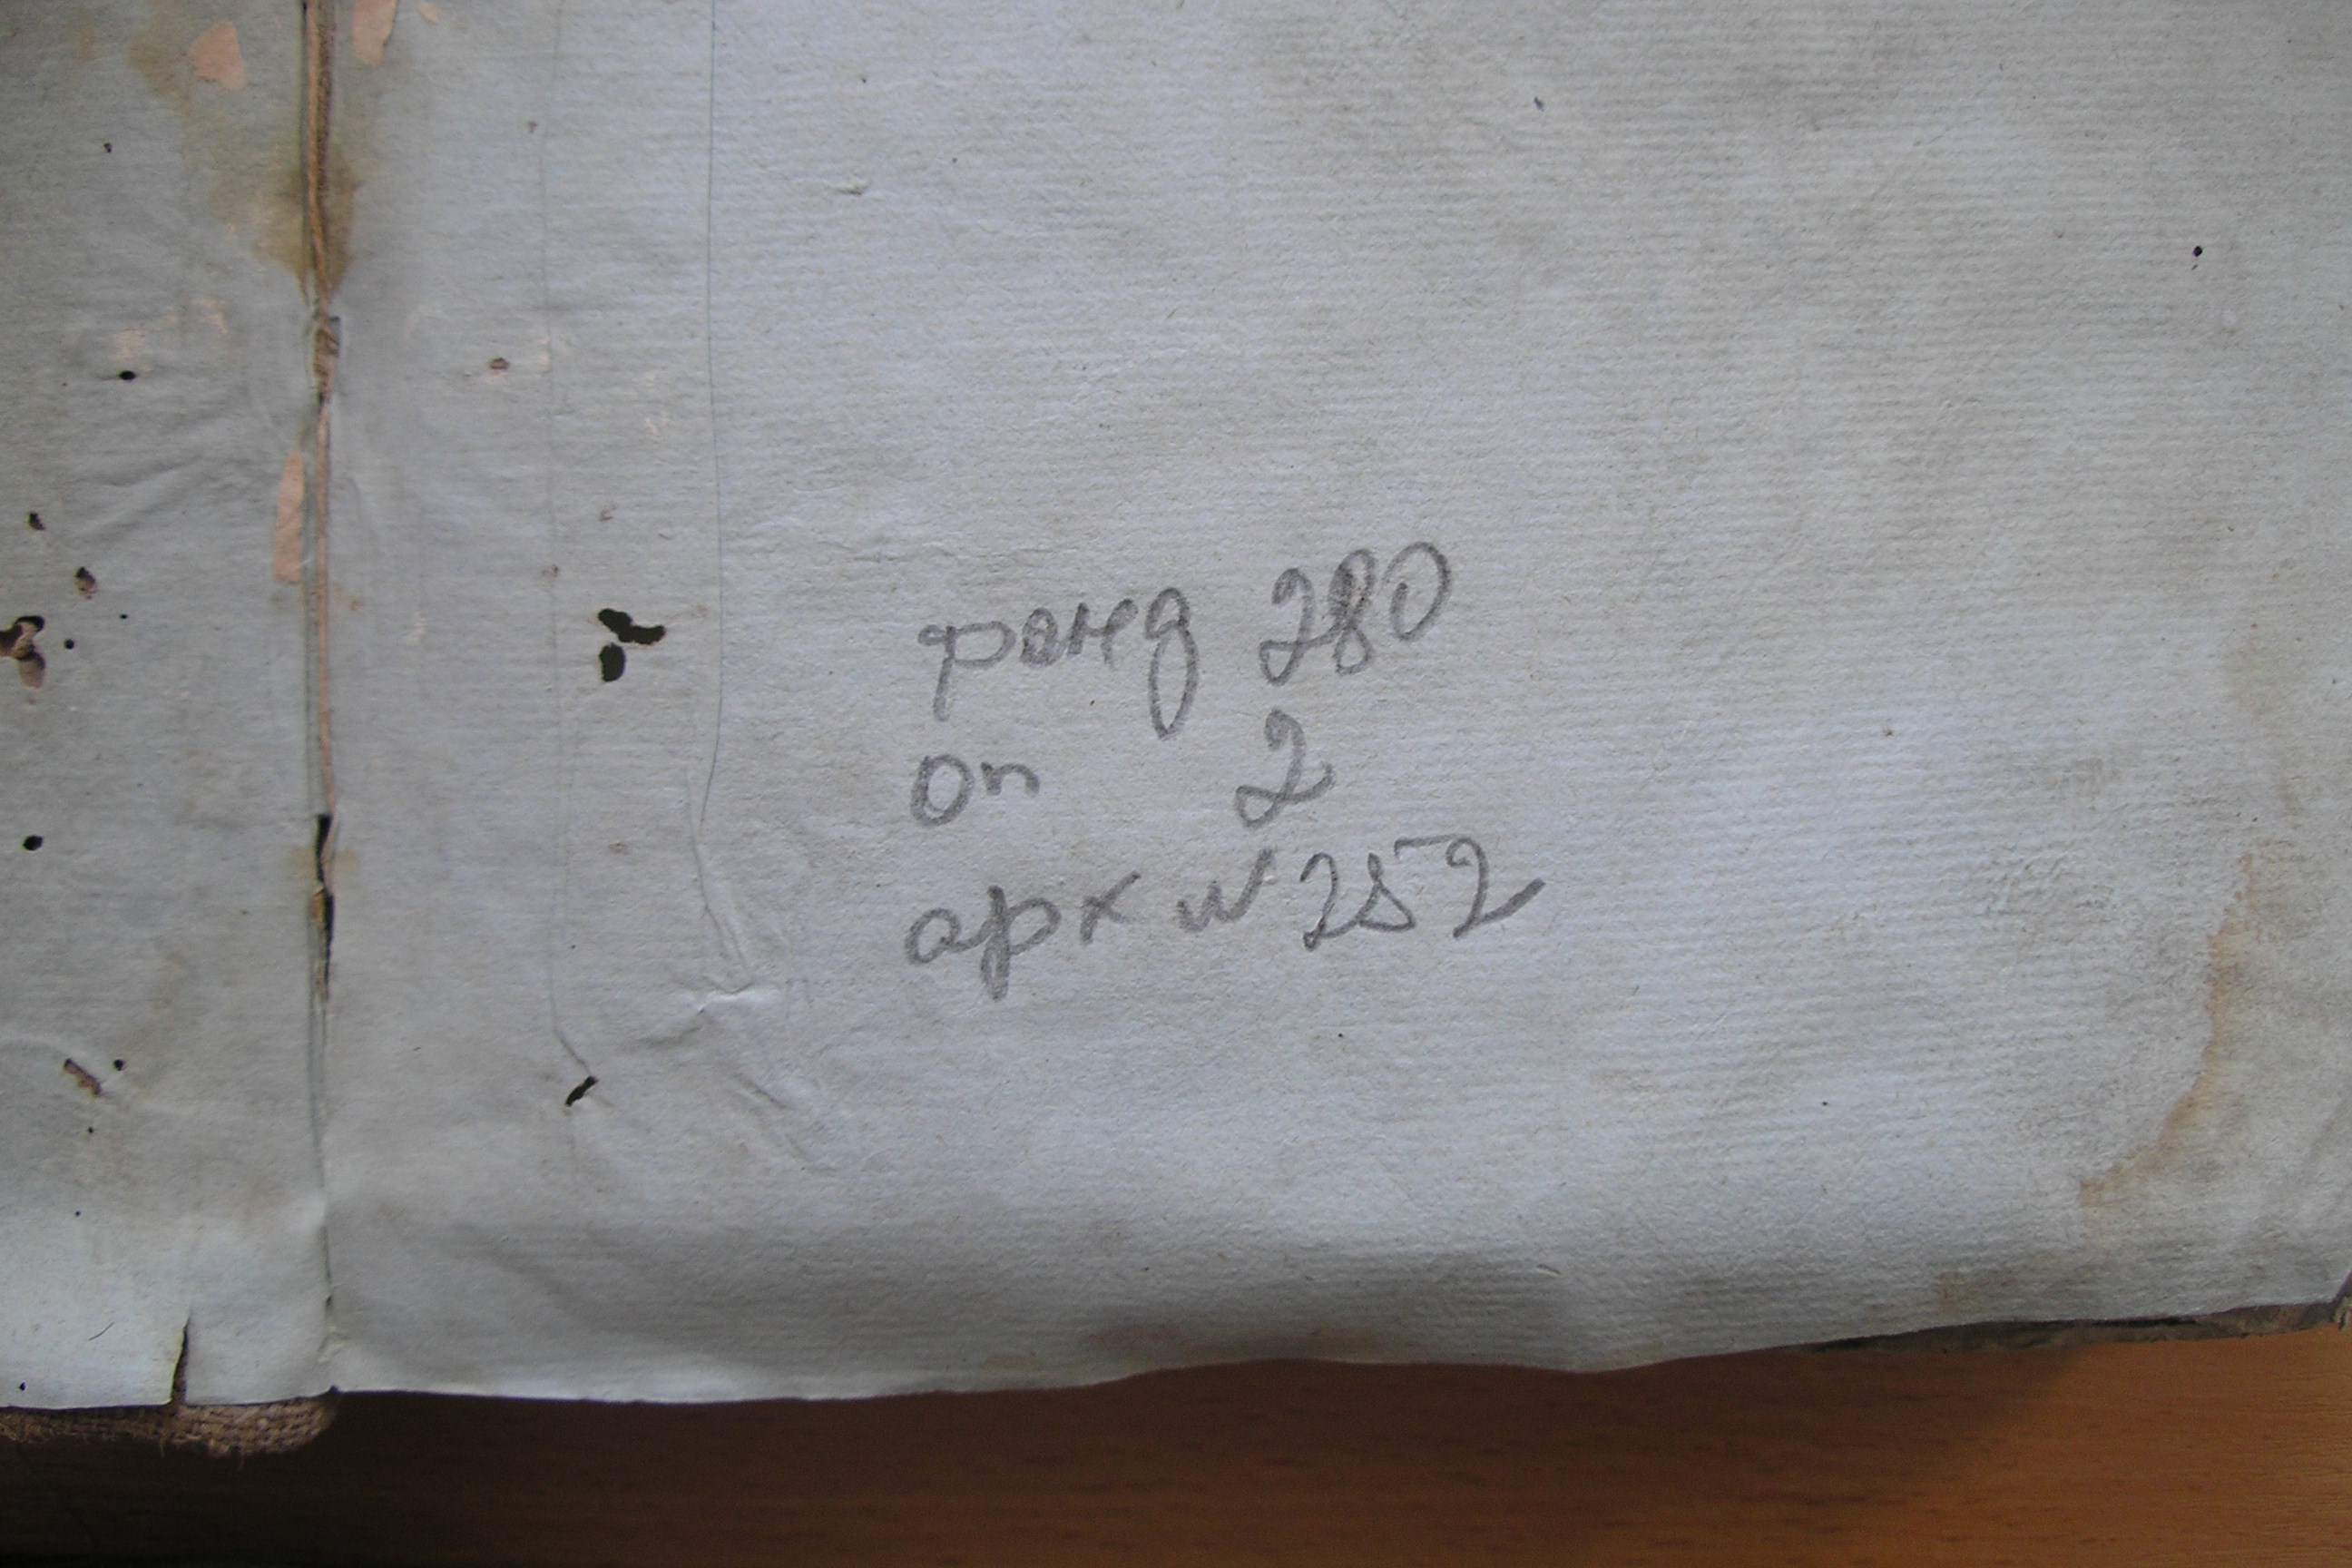 фонд 280
оп 2
арх № 252